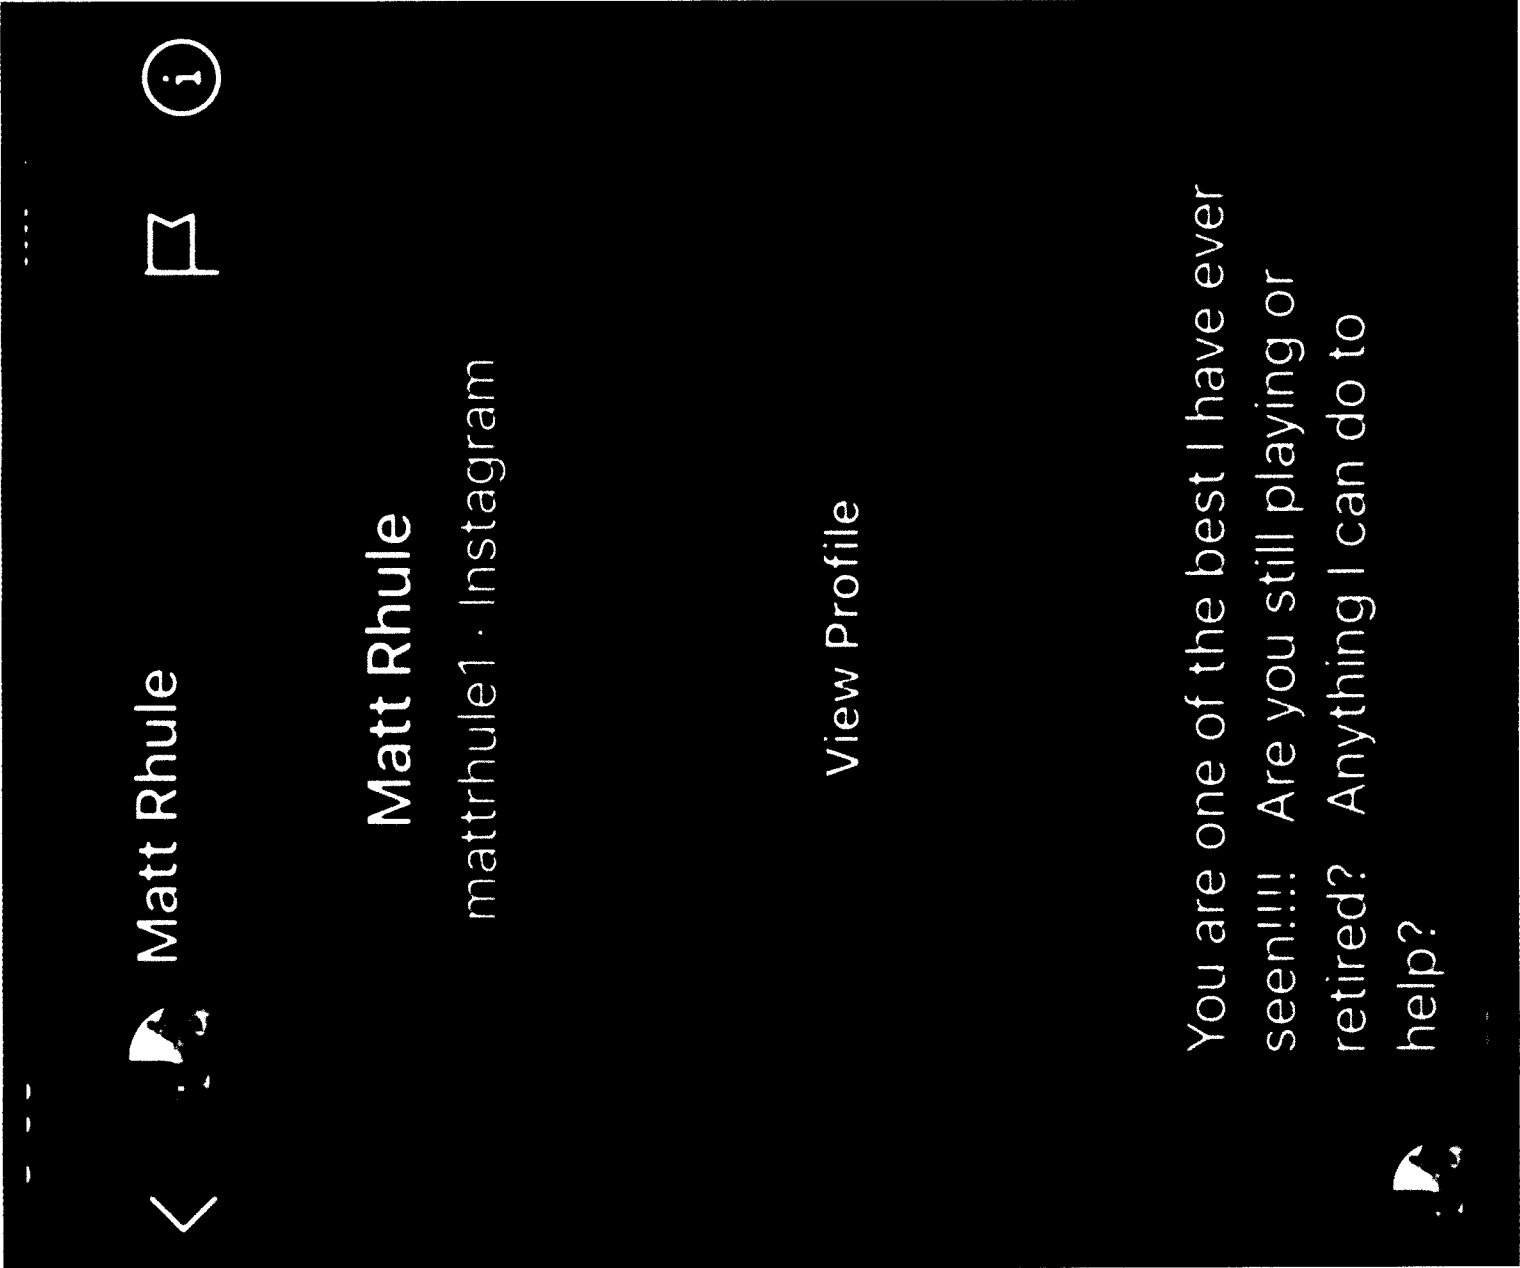 Matt Rhule
Matt Rhule
mattrhule1 · Instagram
View Profile
You are one of the best I have ever
seen!!!!! Are you still playing or
retired? Anything I can do to
help?